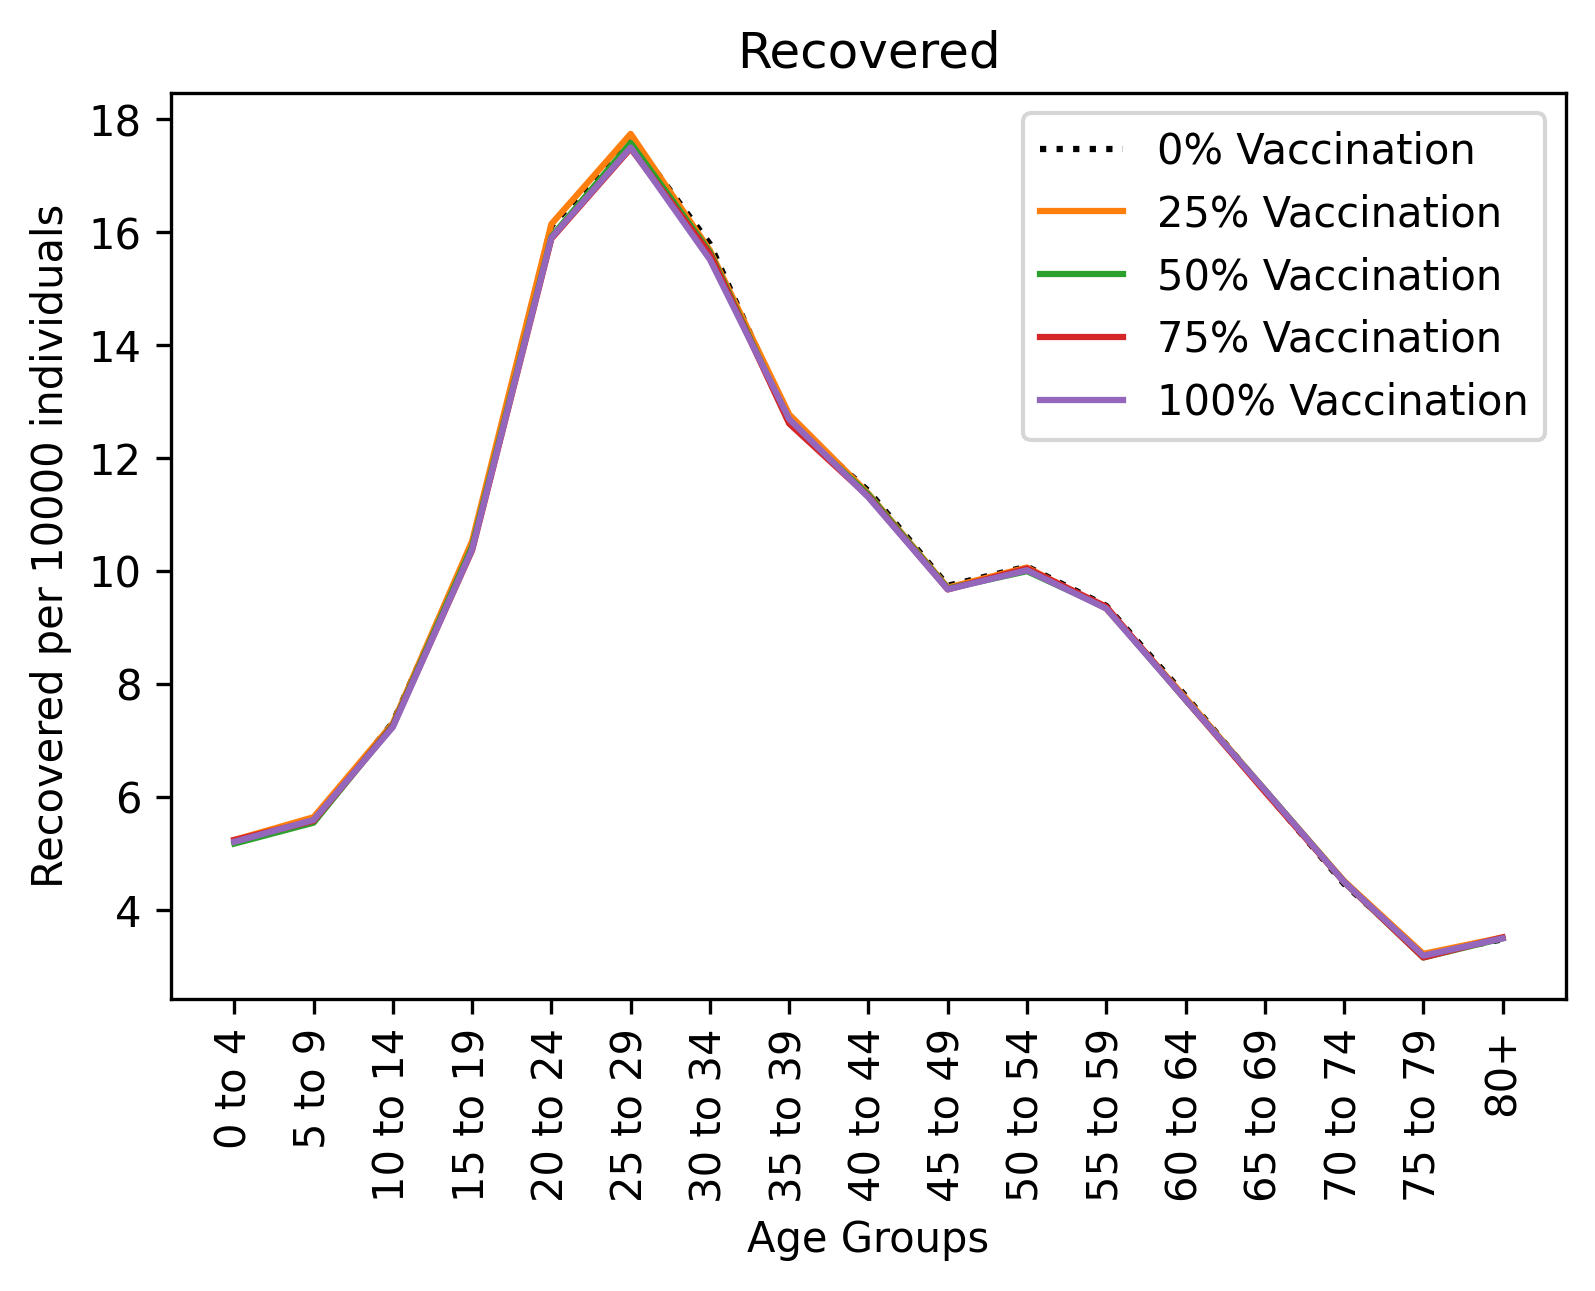 Recovered
18
16
14
12
10
8
6
4
Recovered per 10000 individuals
0% Vaccination
25% Vaccination
50% Vaccination
75% Vaccination
100% Vaccination
0 to 4
5 to 9
10 to 14
15 to 19
20 to 24
25 to 29
30 to 34
35 to 39
40 to 44
45 to 49
50 to 54
55 to 59
60 to 64
65 to 69
70 to 74
75 to 79
80+
Age Groups